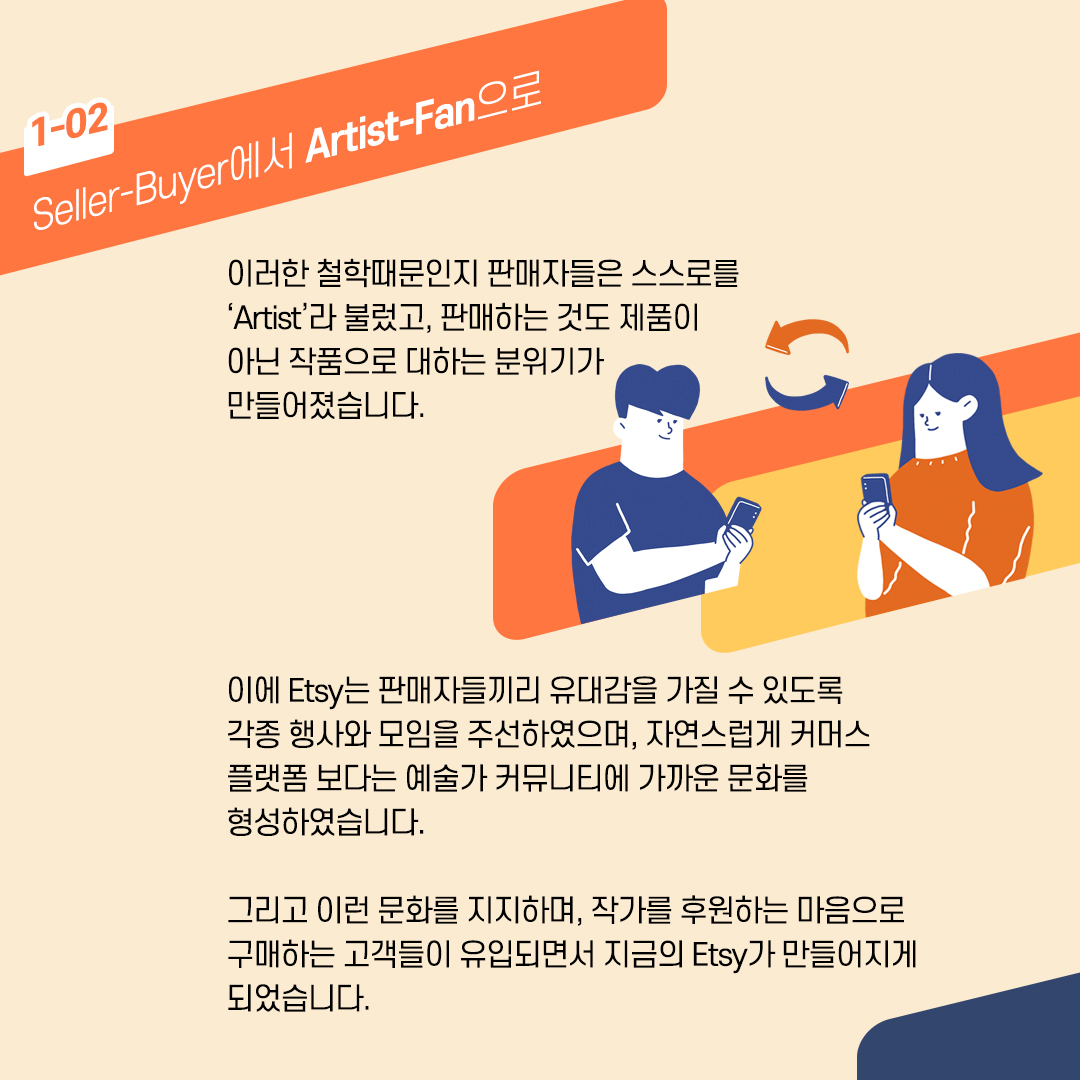 1-02
Seller-Buyer에서 Artist-Fan으로
이러한 철학때문인지 판매자들은 스스로를
‘Artist’라 불렀고, 판매하는 것도 제품이
아닌 작품으로 대하는 분위기가
만들어졌습니다.
이에 Etsy는 판매자들끼리 유대감을 가질 수 있도록
각종 행사와 모임을 주선하였으며, 자연스럽게 커머스
플랫폼 보다는 예술가 커뮤니티에 가까운 문화를
형성하였습니다.
그리고 이런 문화를 지지하며, 작가를 후원하는 마음으로
구매하는 고객들이 유입되면서 지금의 Etsy가 만들어지게
되었습니다.